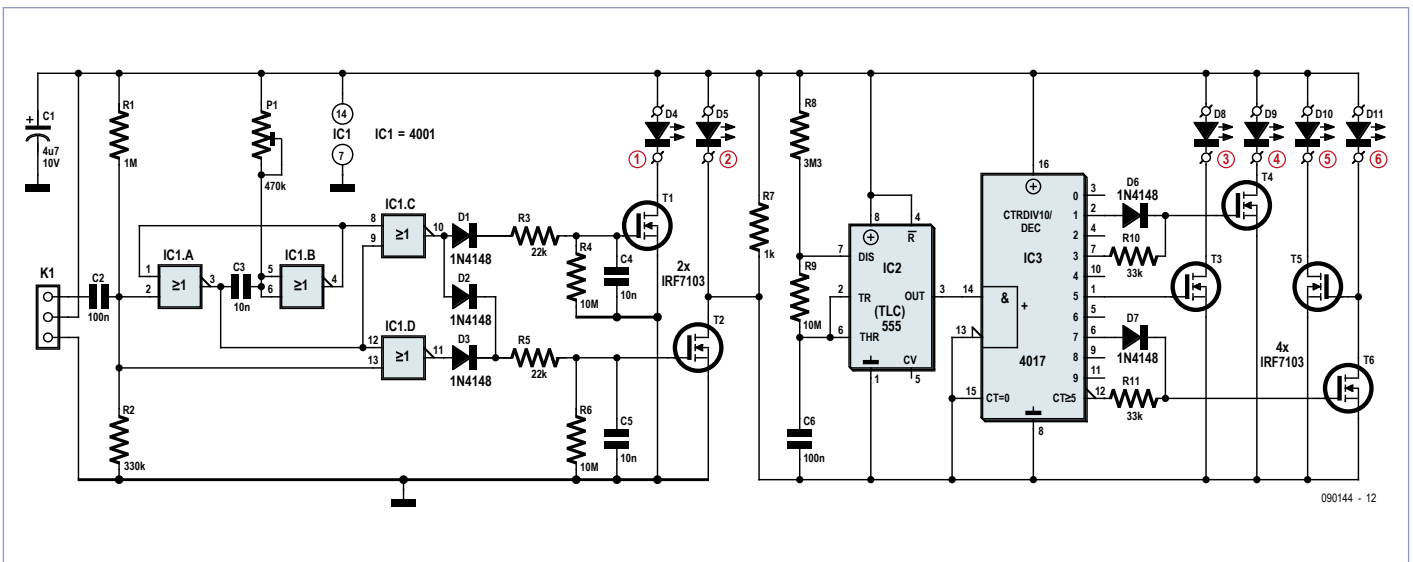 C1
+
4u7
10V
R1
1M
P1
470k
14
IC1
7
IC1 = 4001
K1
C2
100n
R2
330k
1
2
IC1.A
≥1
3
C3
10n
5
6
IC1.B
≥1
4
8
9
IC1.C
≥1
10
12
13
IC1.D
≥1
11
D1
1N4148
D2
1N4148
D3
1N4148
R3
22k
R5
22k
R4
10M
C4
10n
R6
10M
C5
10n
D4
1
D5
2
T1
2x
IRF7103
T2
R7
1k
R8
3M3
R9
10M
C6
100n
8
4
R
7
DIS
IC2
2
TR
OUT
3
(TLC)
555
6
THR
CV
1
5
16
CTRDIV10/
DEC
IC3
14
&
+
13
4017
15
CT=0
8
0
3
1
2
2
4
3
7
4
10
5
1
6
5
7
6
8
9
9
11
CT≥5
12
D6
1N4148
R10
33k
D7
1N4148
R11
33k
D8
3
D9
4
D10
5
D11
6
T4
T3
T5
4x
IRF7103
T6
090144 - 12